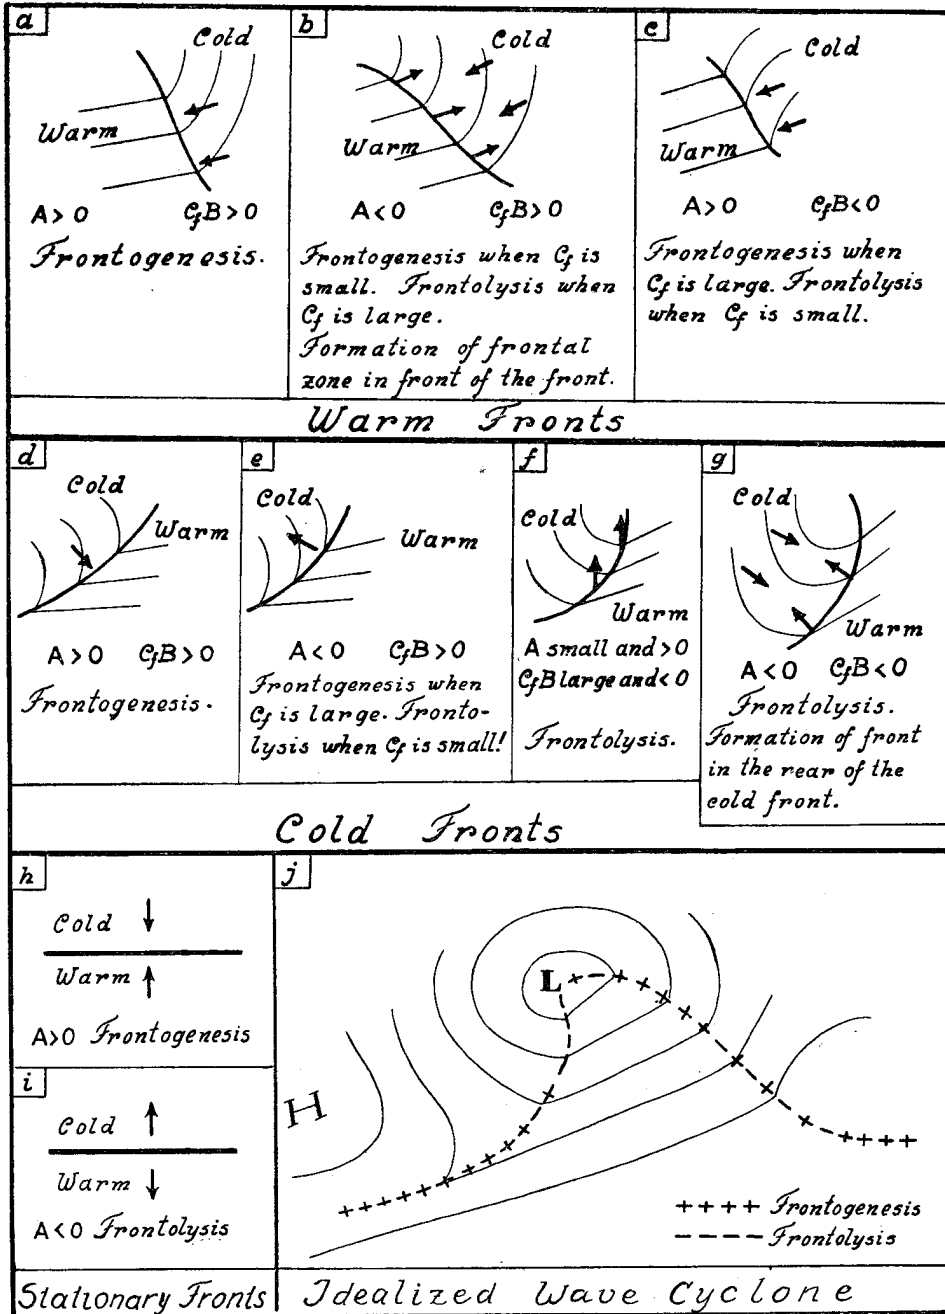 a
Cold
Warm
A > 0 CfB > 0
Frontogenesis.
b
Cold
Warm
A < 0 CfB > 0
Frontogenesis when Cf is
small. Frontolysis when
Cf is large.
Formation of frontal
zone in front of the front.
c
Cold
Warm
A > 0 CfB < 0
Frontogenesis when
Cf is large. Frontolysis
when Cf is small.
Warm Fronts
d
Cold
Warm
A > 0 CfB > 0
Frontogenesis.
e
Cold
Warm
A < 0 CfB > 0
Frontogenesis when
Cf is large. Fronto-
lysis when Cf is small!
f
Cold
Warm
A small and > 0
CfB large and < 0
Frontolysis.
g
Cold
Warm
A < 0 CfB < 0
Frontolysis.
Formation of front
in the rear of the
cold front.
Cold Fronts
h
Cold
Warm
A>0 Frontogenesis
i
Cold
Warm
A<0 Frontolysis
Stationary Fronts
j
L
H
++++ Frontogenesis
----- Frontolysis
Idealized Wave Cyclone